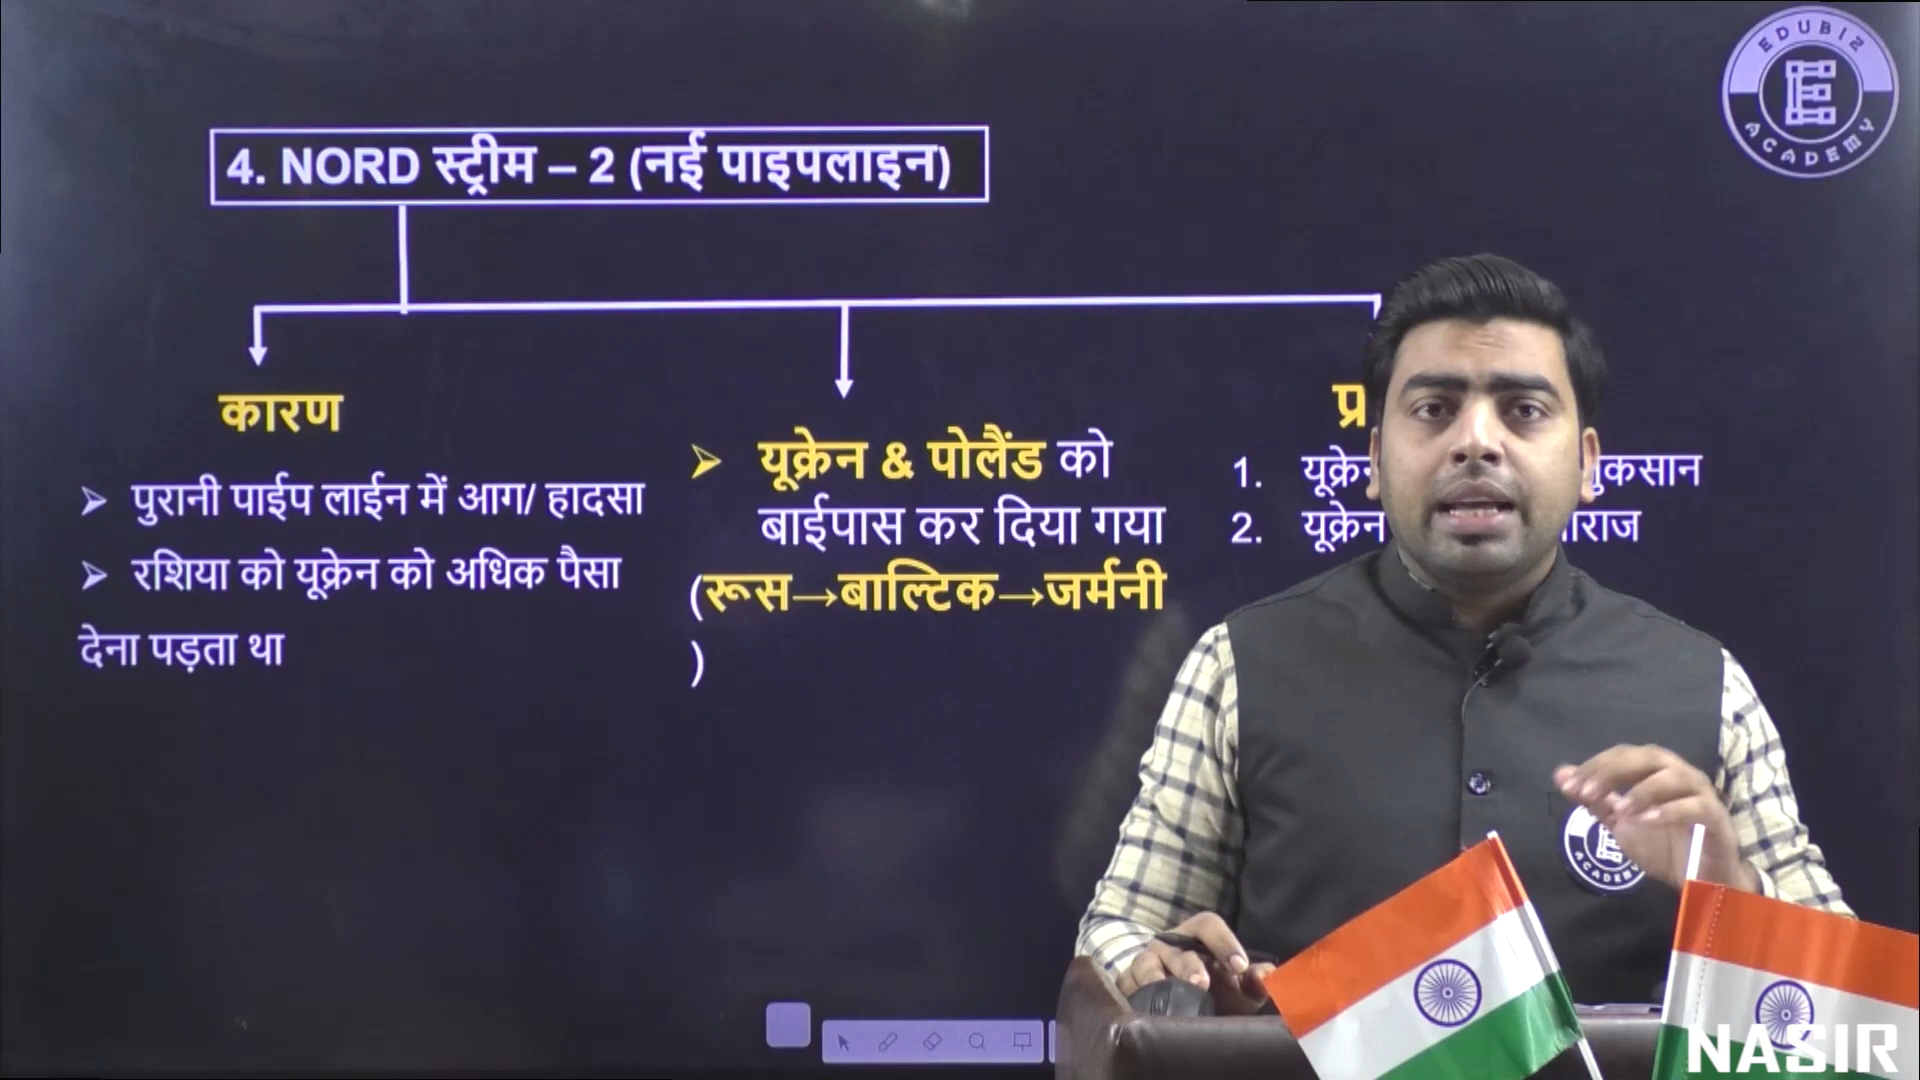 EDUBIZ
ACADEMY
4. NORD स्ट्रीम – 2 (नई पाइपलाइन)
कारण
➢ पुरानी पाईप लाईन में आग/ हादसा
➢ रशिया को यूक्रेन को अधिक पैसा
देना पड़ता था
➢ यूक्रेन & पोलैंड को
बाईपास कर दिया गया
(रूस→बाल्टिक→जर्मनी
)
1.
2. यूक्रेन
ACADEMY
NASIR